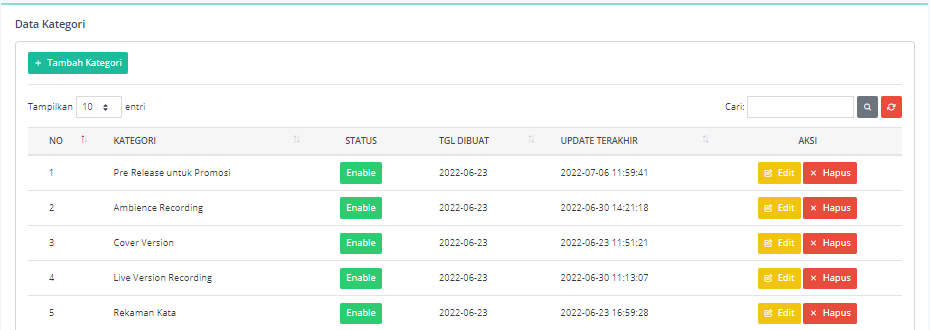 Data Kategori
+ Tambah Kategori
Tampilkan 10 entri Cari:
NO KATEGORI STATUS TGL DIBUAT UPDATE TERAKHIR AKSI
1 Pre Release untuk Promosi Enable 2022-06-23 2022-07-06 11:59:41 Edit × Hapus
2 Ambience Recording Enable 2022-06-23 2022-06-30 14:21:18 Edit × Hapus
3 Cover Version Enable 2022-06-23 2022-06-23 11:51:21 Edit × Hapus
4 Live Version Recording Enable 2022-06-23 2022-06-30 11:13:07 Edit × Hapus
5 Rekaman Kata Enable 2022-06-23 2022-06-23 16:59:28 Edit × Hapus